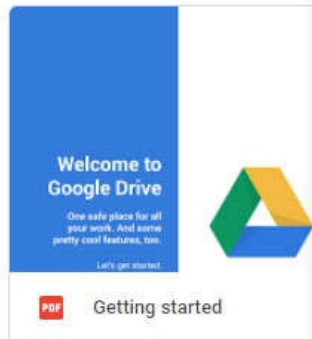 Welcome to
Google Drive
One safe place for all
your work. And some
pretty cool features, too.
Let's get started.
PDF
Getting started